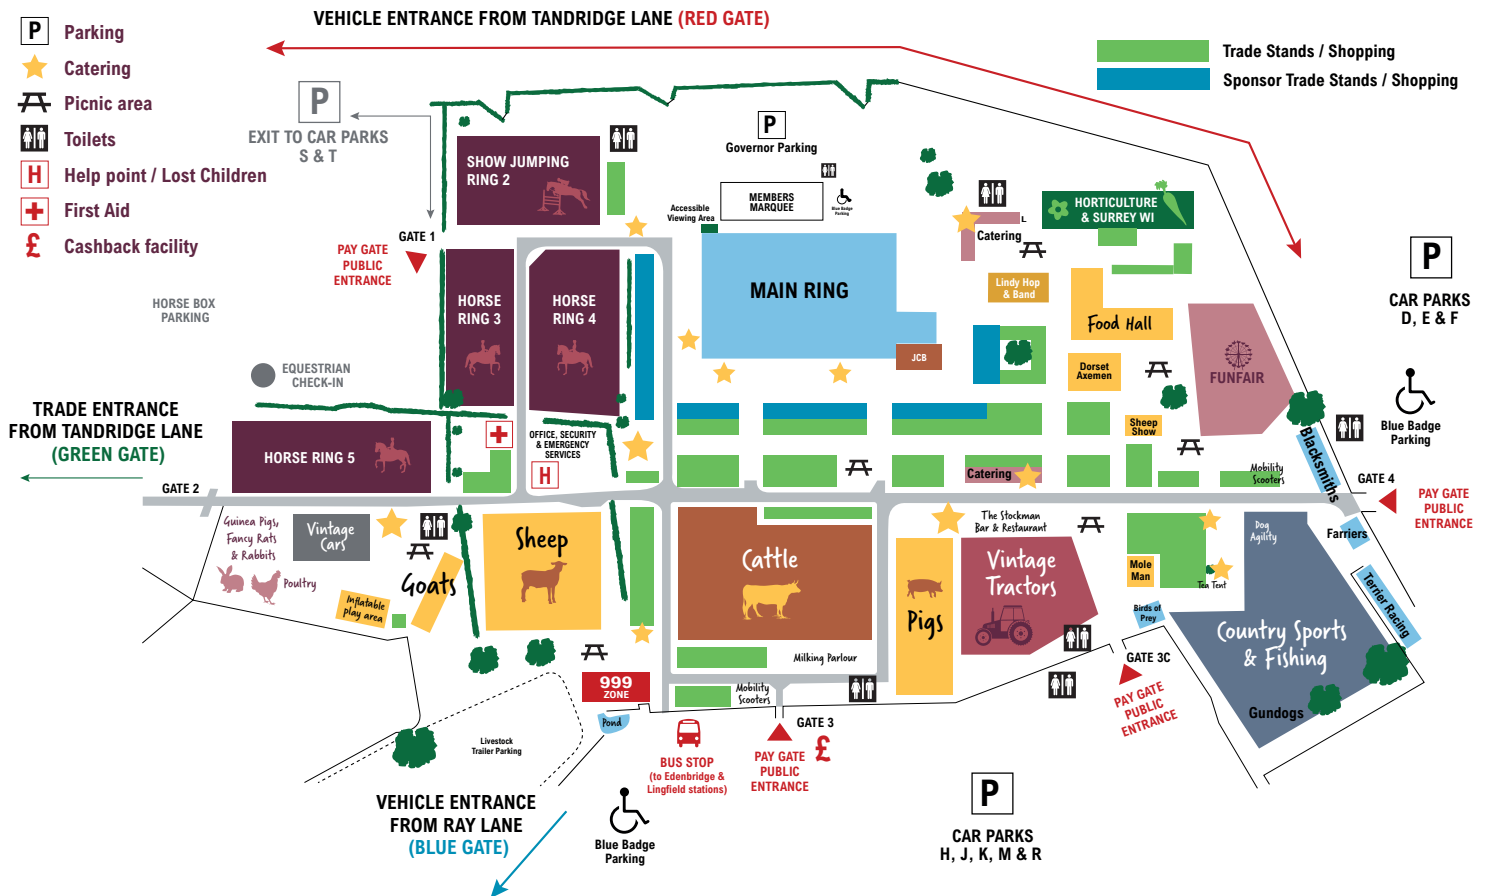 VEHICLE ENTRANCE FROM TANDRIDGE LANE (RED GATE)
P Parking
Catering
Picnic area
Toilets
H Help point / Lost Children
First Aid
£ Cashback facility
Trade Stands / Shopping
Sponsor Trade Stands / Shopping
P
EXIT TO CAR PARKS
S & T
SHOW JUMPING
RING 2
P
Governor Parking
MEMBERS
MARQUEE
Blue Badge
Parking
Accessible
Viewing Area
L
Catering
HORTICULTURE
& SURREY WI
GATE 1
PAY GATE
PUBLIC
ENTRANCE
HORSE BOX
PARKING
HORSE
RING 3
HORSE
RING 4
MAIN RING
JCB
Lindy Hop
& Band
Food Hall
Dorset
Axemen
FUNFAIR
P
CAR PARKS
D, E & F
Blue Badge
Parking
EQUESTRIAN
CHECK-IN
TRADE ENTRANCE
FROM TANDRIDGE LANE
(GREEN GATE)
HORSE RING 5
OFFICE, SECURITY
& EMERGENCY
SERVICES
H
Sheep
Show
Catering
Mobility
Scooters
Blacksmiths
GATE 4
PAY GATE
PUBLIC
ENTRANCE
GATE 2
Guinea Pigs,
Fancy Rats
& Rabbits
Poultry
Vintage
Cars
Goats
Inflatable
play area
Sheep
Cattle
The Stockman
Bar & Restaurant
Pigs
Vintage
Tractors
Mole
Man
Tea Tent
Birds of
Prey
Dog
Agility
Farriers
Terrier Racing
Country Sports
& Fishing
Gundogs
Milking Parlour
Mobility
Scooters
999
ZONE
Pond
Livestock
Trailer Parking
GATE 3C
PAY GATE
PUBLIC
ENTRANCE
GATE 3
£
PAY GATE
PUBLIC
ENTRANCE
BUS STOP
(to Edenbridge &
Lingfield stations)
VEHICLE ENTRANCE
FROM RAY LANE
(BLUE GATE)
Blue Badge
Parking
P
CAR PARKS
H, J, K, M & R